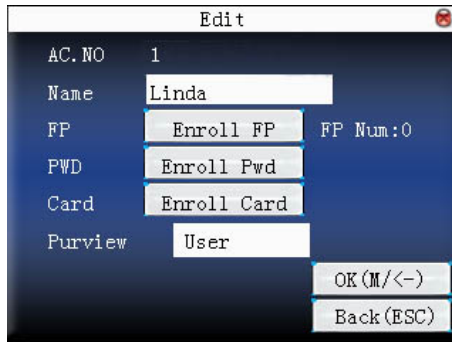 Edit
AC.NO 1
Name Linda
FP Enroll FP FP Num:0
PWD Enroll Pwd
Card Enroll Card
Purview User
OK(M/<-)
Back(ESC)